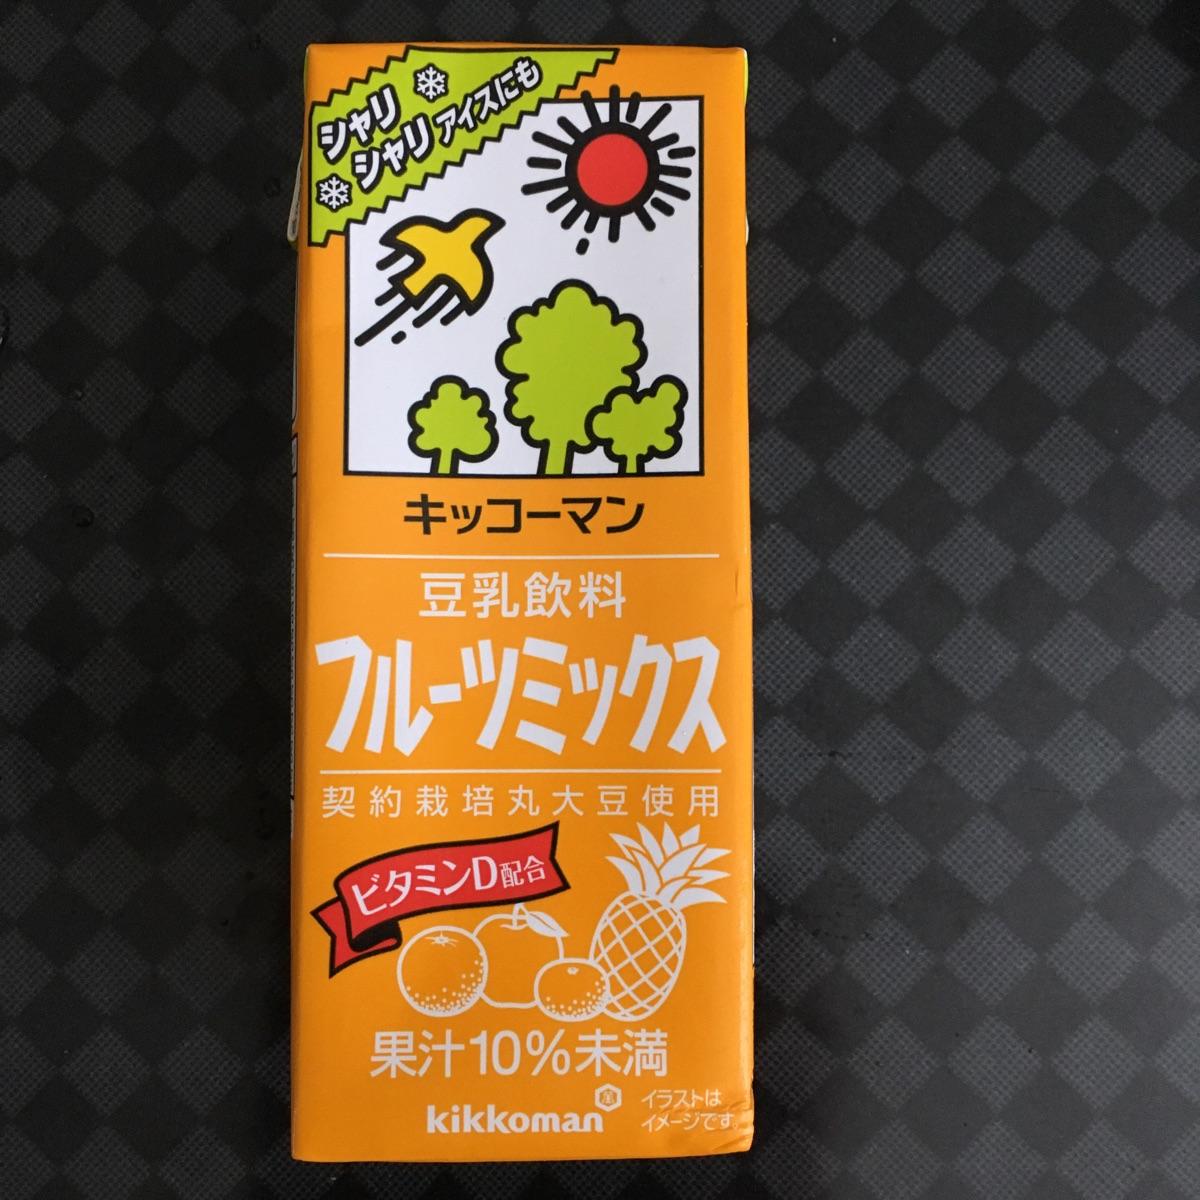 シャリ
シャリ アイスにも
キッコーマン
豆乳飲料
フルーツミックス
契約栽培丸大豆使用
ビタミンD配合
果汁10%未満
kikkoman
イラストは
イメージです。